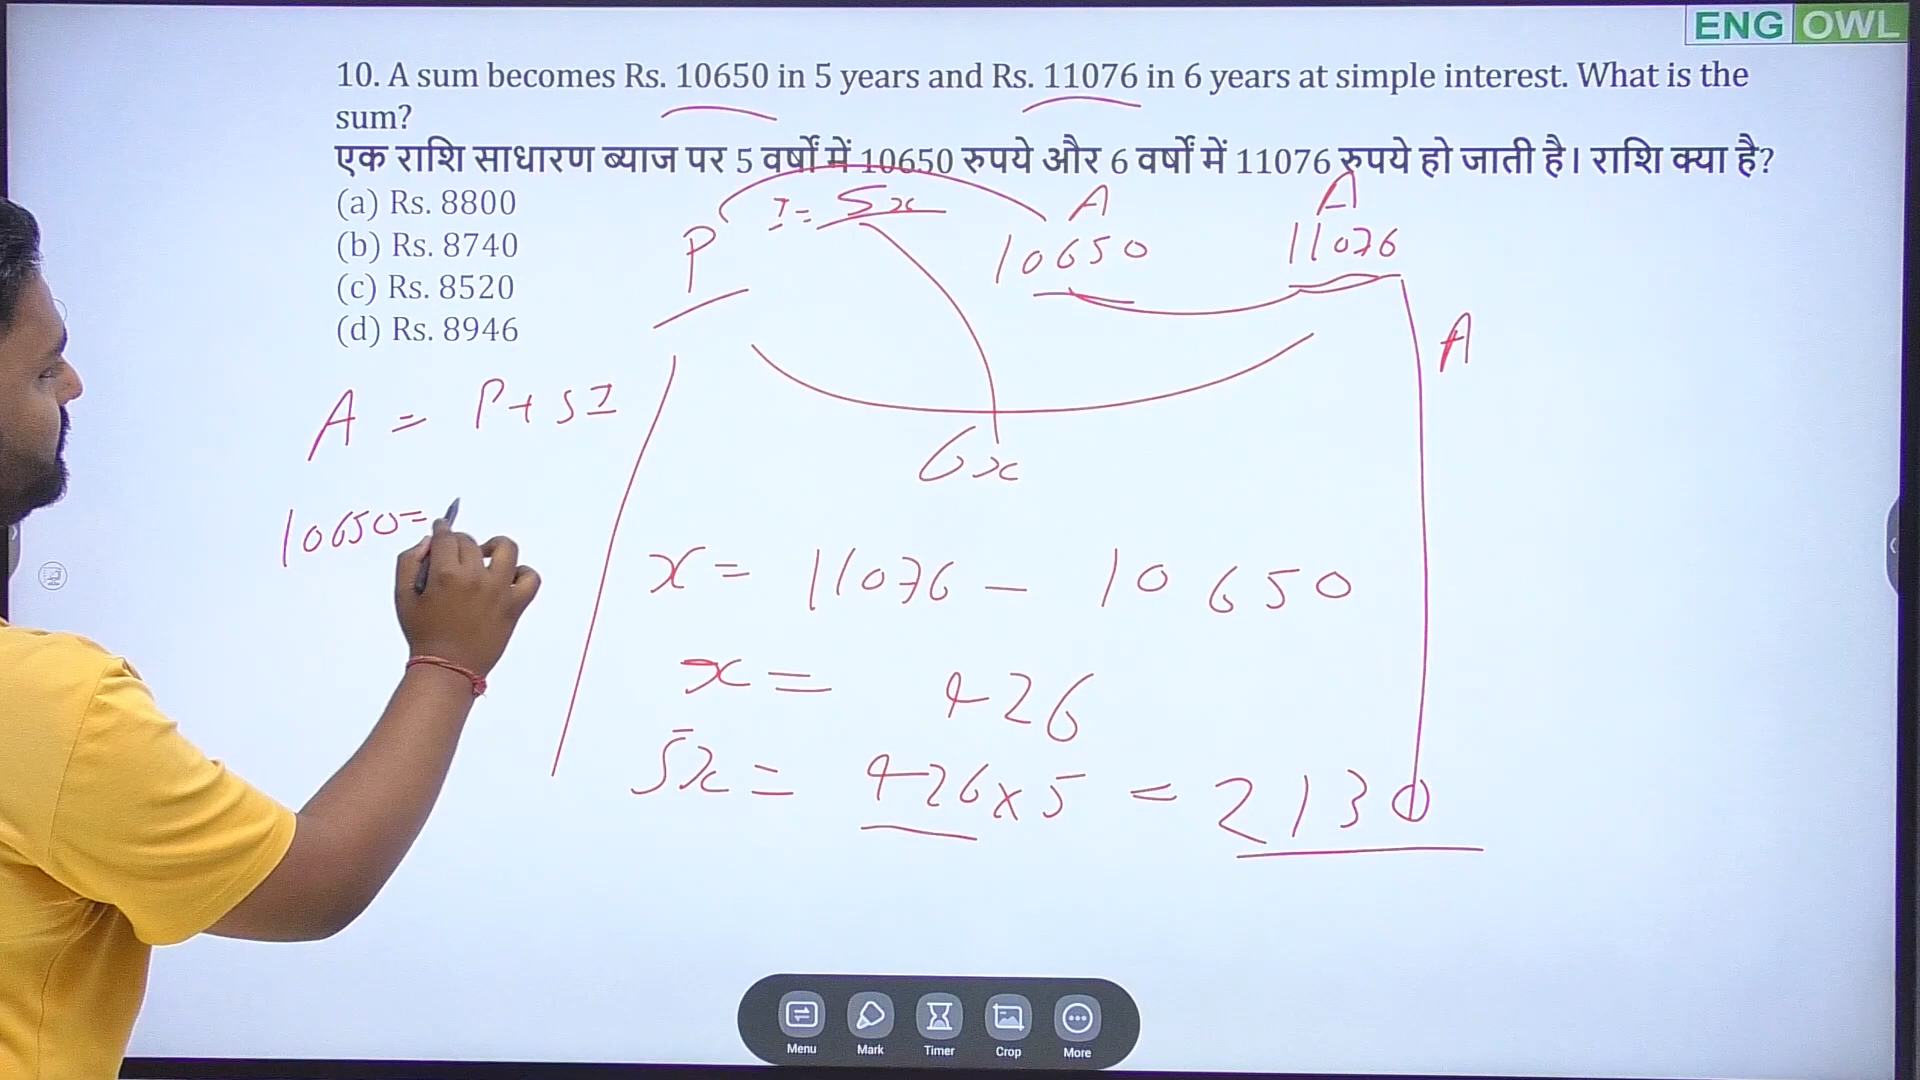 ENG OWL
10. A sum becomes Rs. 10650 in 5 years and Rs. 11076 in 6 years at simple interest. What is the
sum?
एक राशि साधारण ब्याज पर 5 वर्षों में 10650 रुपये और 6 वर्षों में 11076 रुपये हो जाती है। राशि क्या है?
(a) Rs. 8800
(b) Rs. 8740
(c) Rs. 8520
(d) Rs. 8946
I = 5x
A
A
P
10650
11076
A
A = P + SI
6x
10650 =
x = 11076 - 10650
x = 426
5x = 426 x 5 = 2130
Menu
Mark
Timer
Crop
More